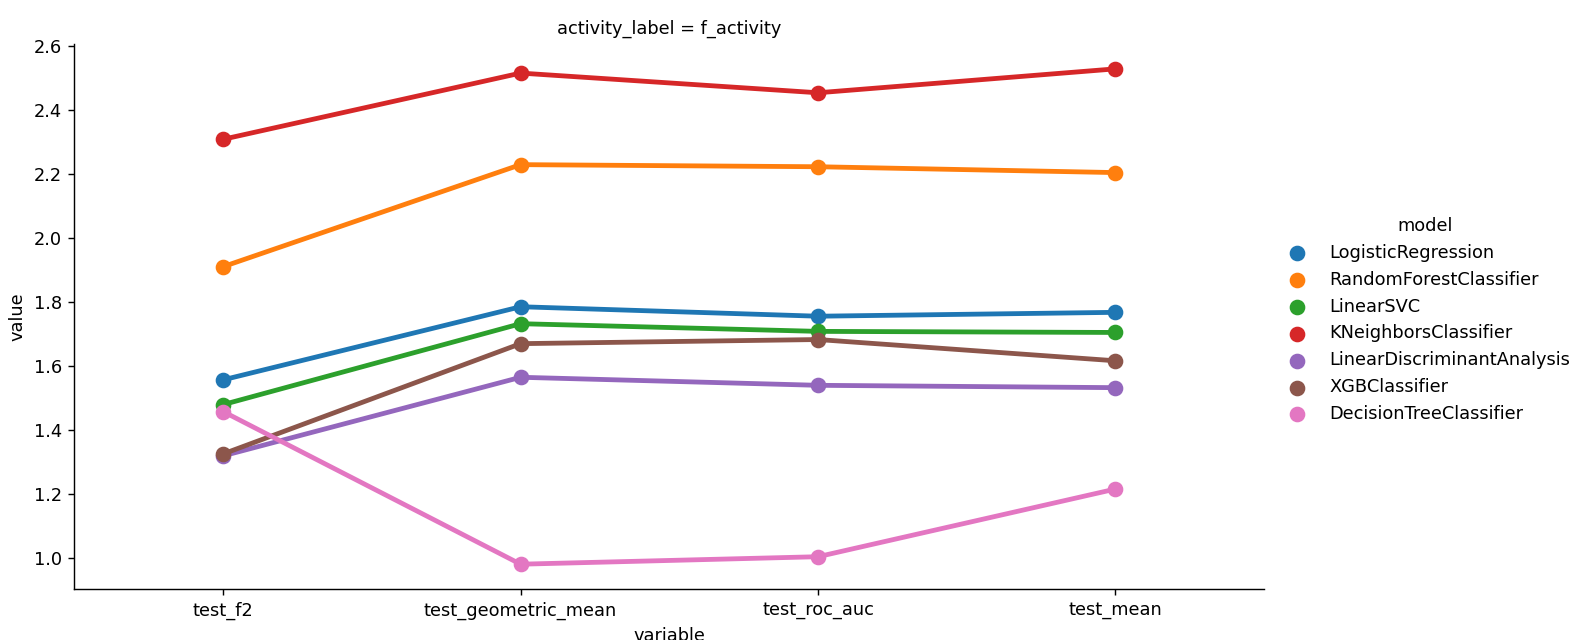 activity_label = f_activity
2.6
2.4
2.2
2.0
1.8
1.6
1.4
1.2
1.0
value
test_f2
test_geometric_mean
test_roc_auc
test_mean
variable
model
LogisticRegression
RandomForestClassifier
LinearSVC
KNeighborsClassifier
LinearDiscriminantAnalysis
XGBClassifier
DecisionTreeClassifier